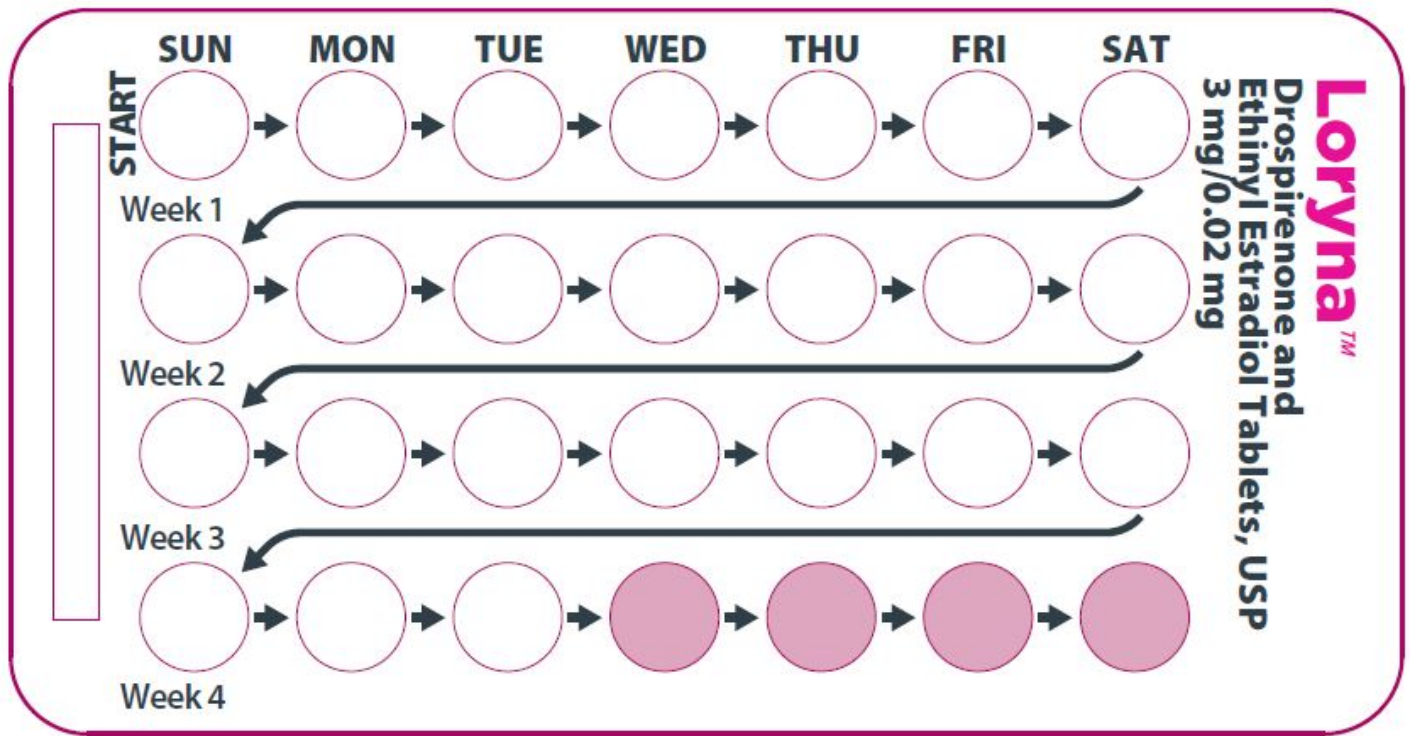 SUN MON TUE WED THU FRI SAT
START
Week 1
Week 2
Week 3
Week 4
Loryna™
Drospirenone and
Ethinyl Estradiol Tablets, USP
3 mg/0.02 mg